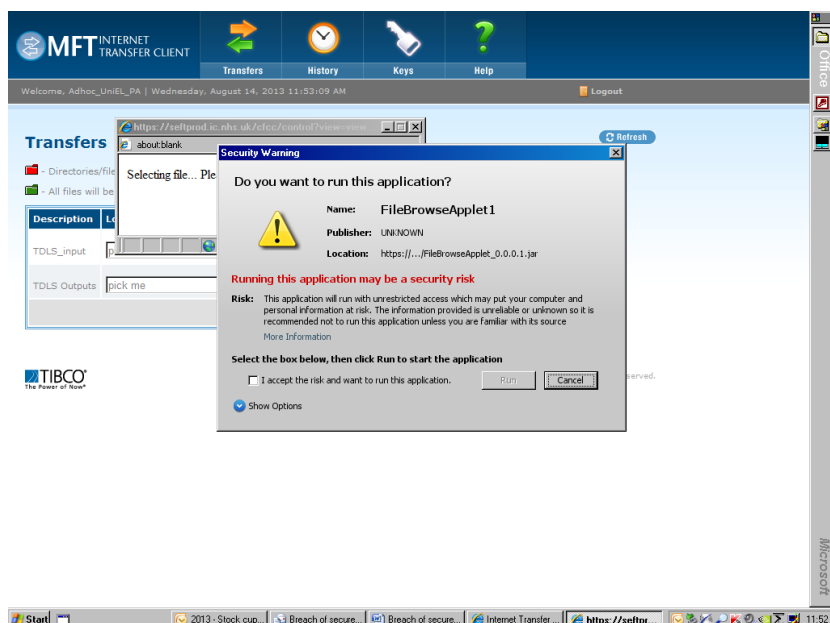 MFT INTERNET TRANSFER CLIENT
Transfers History Keys Help
Welcome, Adhoc_UniEL_PA | Wednesday, August 14, 2013 11:53:09 AM
Logout
Transfers
Refresh
- Directories/file
- All files will be
Description Lo
TDLS_input p
TDLS Outputs pick me
TIBCO
The Power of Now
erved.
https://seftprod.ic.nhs.uk/cfcc/control?view=view
about:blank
Selecting file... Ple
Security Warning
Do you want to run this application?
Name: FileBrowseApplet1
Publisher: UNKNOWN
Location: https://.../FileBrowseApplet_0.0.0.1.jar
Running this application may be a security risk
Risk: This application will run with unrestricted access which may put your computer and
personal information at risk. The information provided is unreliable or unknown so it is
recommended not to run this application unless you are familiar with its source
More Information
Select the box below, then click Run to start the application
I accept the risk and want to run this application.
Run
Cancel
Show Options
Office
Microsoft
Start
2013 - Stock cup...
Breach of secure...
Breach of secure...
Internet Transfer ...
https://seftpr...
11:52